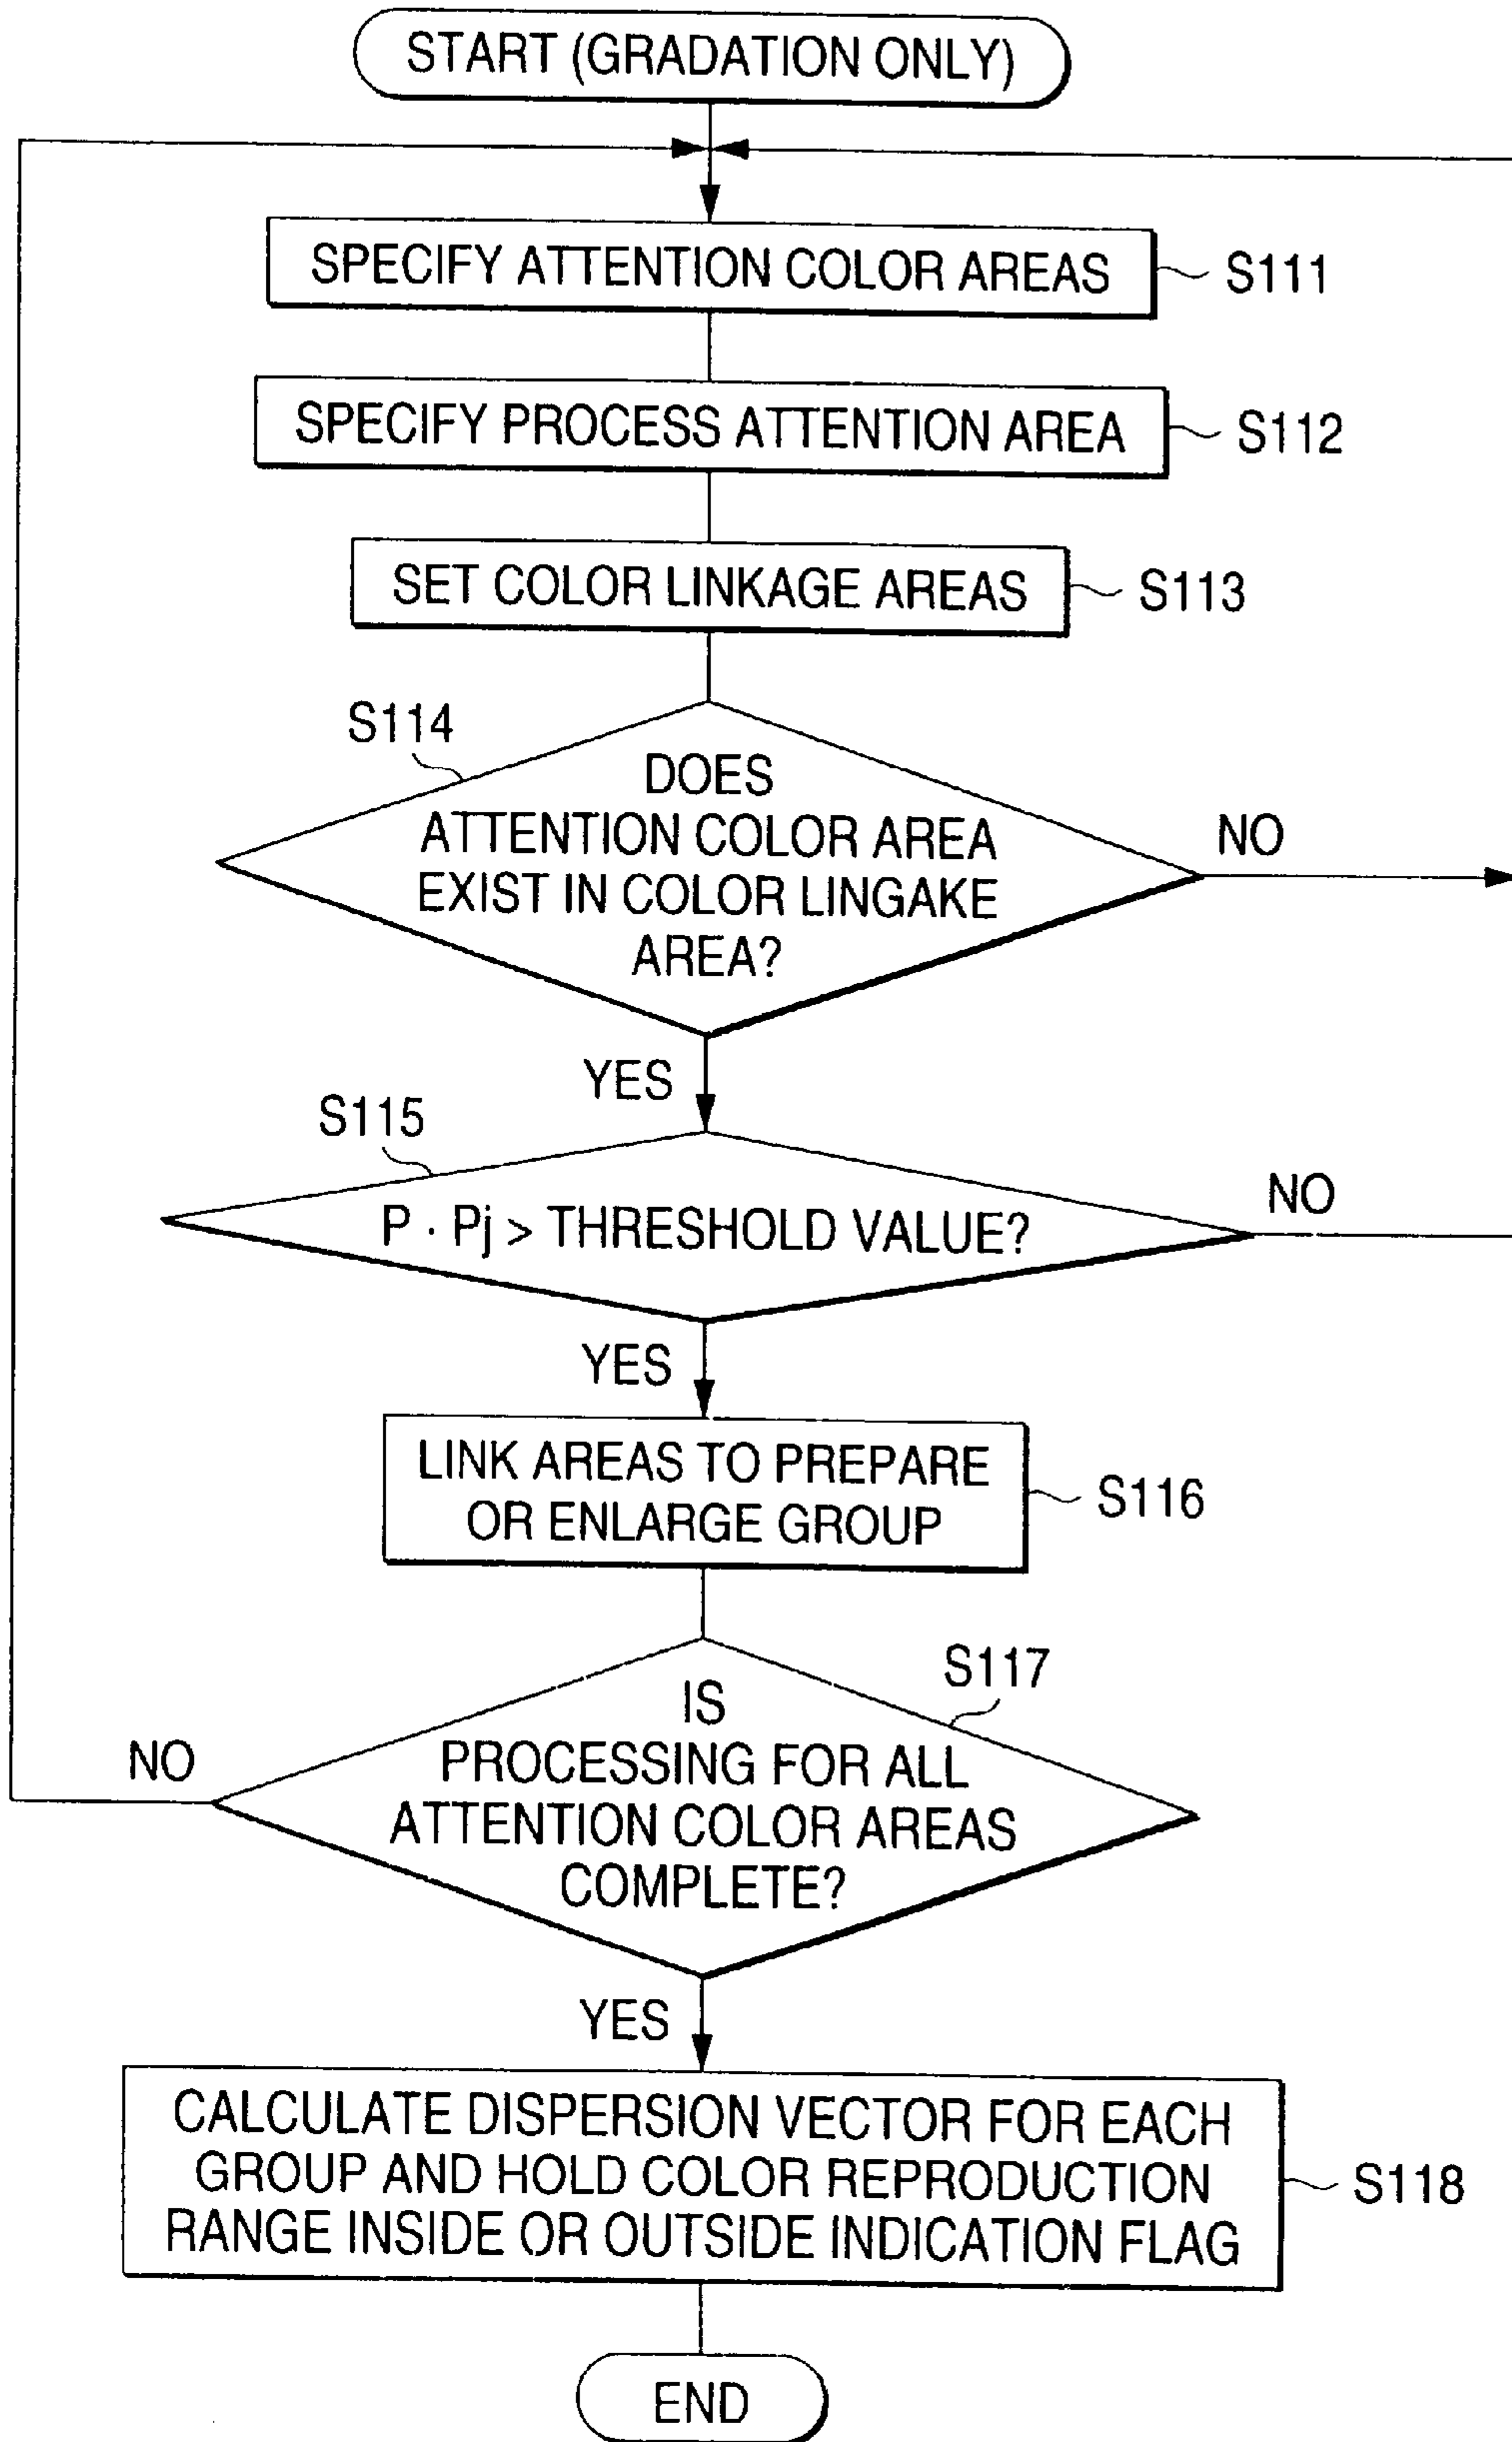 START (GRADATION ONLY)
SPECIFY ATTENTION COLOR AREAS
S111
SPECIFY PROCESS ATTENTION AREA
S112
SET COLOR LINKAGE AREAS
S113
S114
DOES
ATTENTION COLOR AREA
EXIST IN COLOR LINGAKE
AREA?
NO
YES
S115
P · Pj > THRESHOLD VALUE?
NO
YES
LINK AREAS TO PREPARE
OR ENLARGE GROUP
S116
S117
IS
PROCESSING FOR ALL
ATTENTION COLOR AREAS
COMPLETE?
NO
YES
CALCULATE DISPERSION VECTOR FOR EACH
GROUP AND HOLD COLOR REPRODUCTION
RANGE INSIDE OR OUTSIDE INDICATION FLAG
S118
END